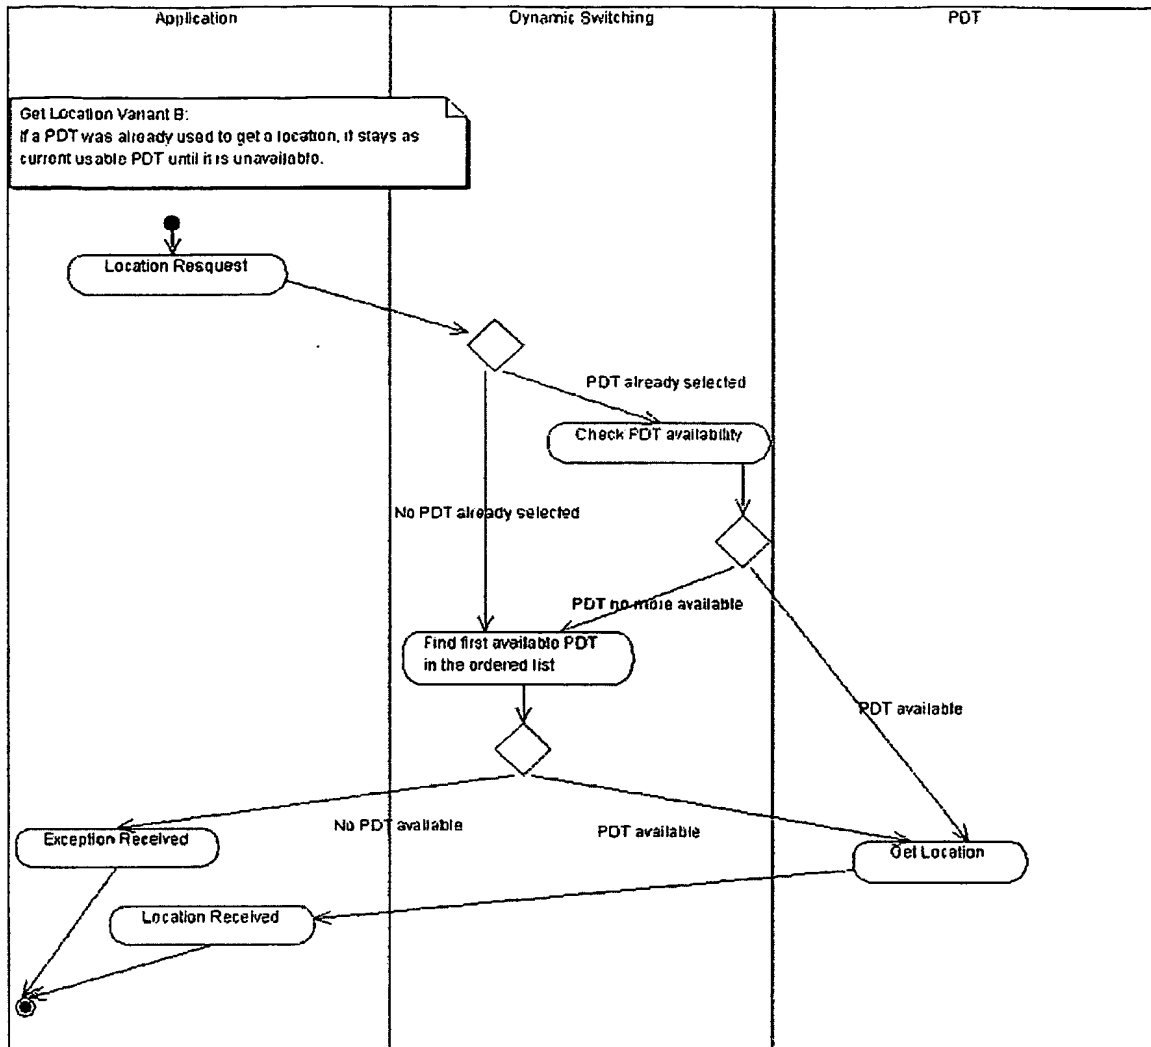 Application
Dynamic Switching
PDT
Get Location Variant B:
If a PDT was already used to get a location, it stays as
current usable PDT until it is unavailable.
Location Resquest
PDT already selected
Check PDT availability
No PDT already selected
PDT no more available
Find first available PDT
in the ordered list
PDT available
No PDT available
PDT available
Exception Received
Get Location
Location Received